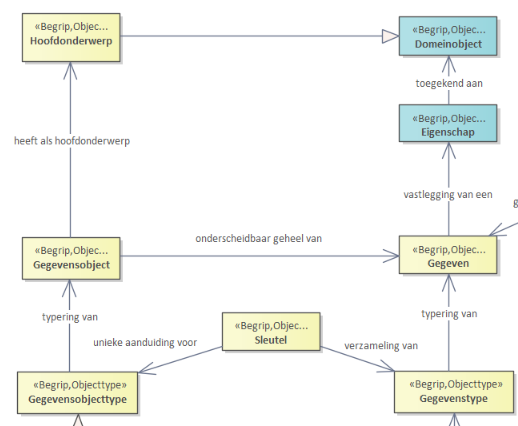 «Begrip,Objec...
Hoofdonderwerp
«Begrip,Objec...
Domeinobject
toegekend aan
«Begrip,Objec...
Eigenschap
heeft als hoofdonderwerp
vastlegging van een
g
onderscheidbaar geheel van
«Begrip,Objec...
Gegevensobject
«Begrip,Objec...
Gegeven
typering van
typering van
«Begrip,Objec...
Sleutel
unieke aanduiding voor
verzameling van
«Begrip,Objecttype»
Gegevensobjecttype
«Begrip,Objecttype»
Gegevenstype